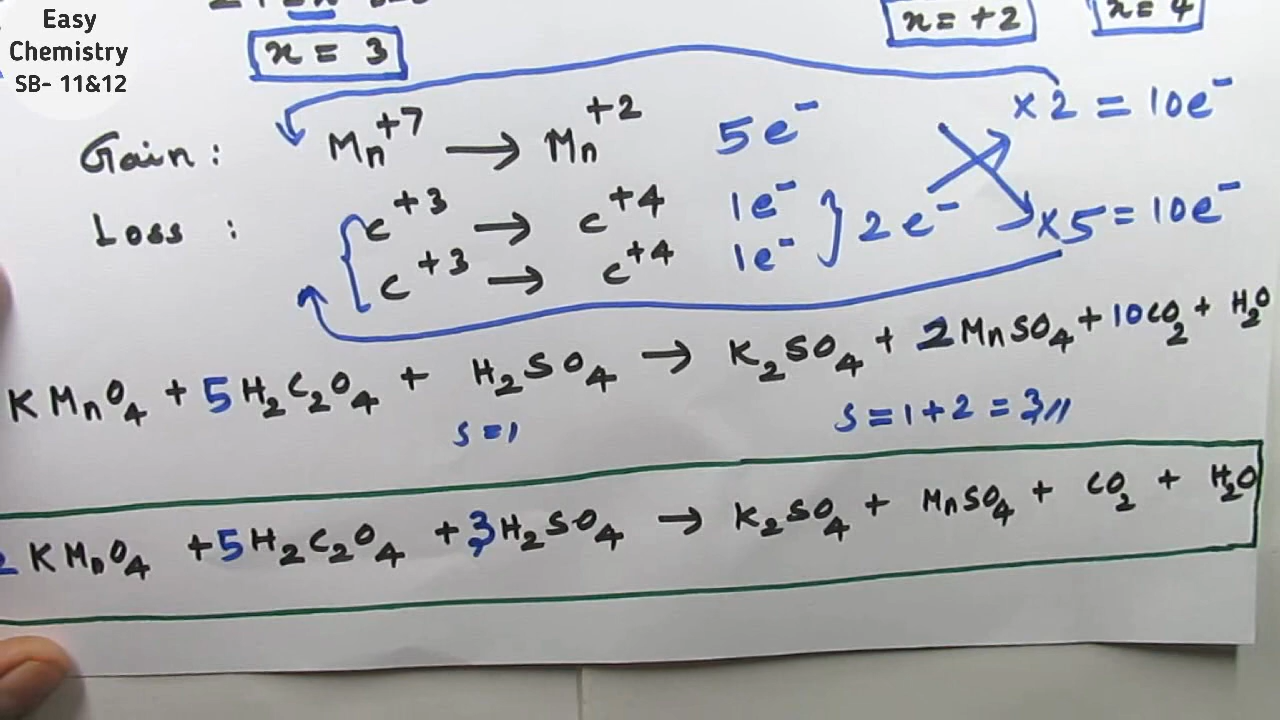 Easy
Chemistry
SB- 11&12
x = 3
x = +2
x = 4
Gain : Mn⁺⁷ → Mn⁺² 5e⁻ ×2 = 10e⁻
Loss : C⁺³ → C⁺⁴ 1e⁻ } 2e⁻ ×5 = 10e⁻
C⁺³ → C⁺⁴ 1e⁻
KMnO₄ + 5H₂C₂O₄ + H₂SO₄ → K₂SO₄ + 2MnSO₄ + 10CO₂ + H₂O
S = 1
S = 1 + 2 = 3//
2 KMnO₄ + 5H₂C₂O₄ + 3H₂SO₄ → K₂SO₄ + MnSO₄ + CO₂ + H₂O